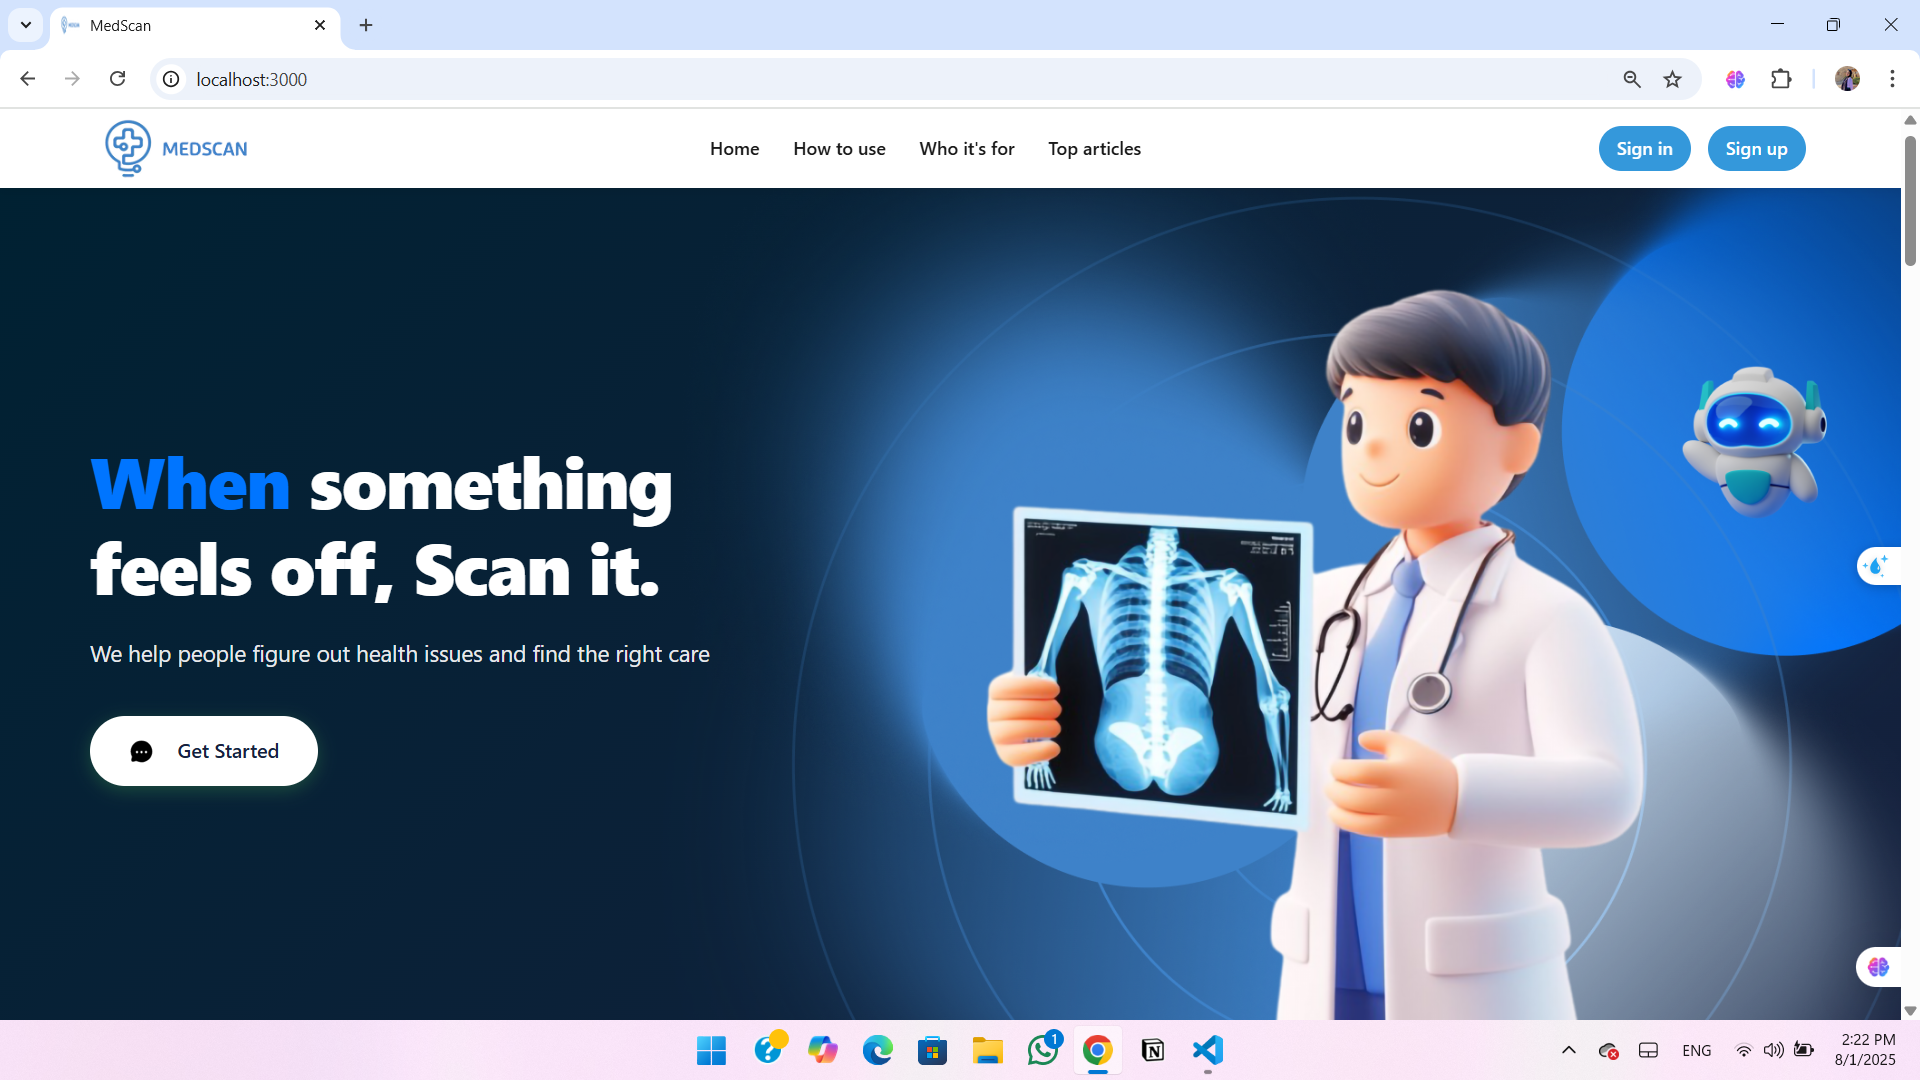 MedScan
localhost:3000
MEDSCAN
Home
How to use
Who it's for
Top articles
Sign in
Sign up
When something
feels off, Scan it.
We help people figure out health issues and find the right care
Get Started
1
ENG
2:22 PM
8/1/2025